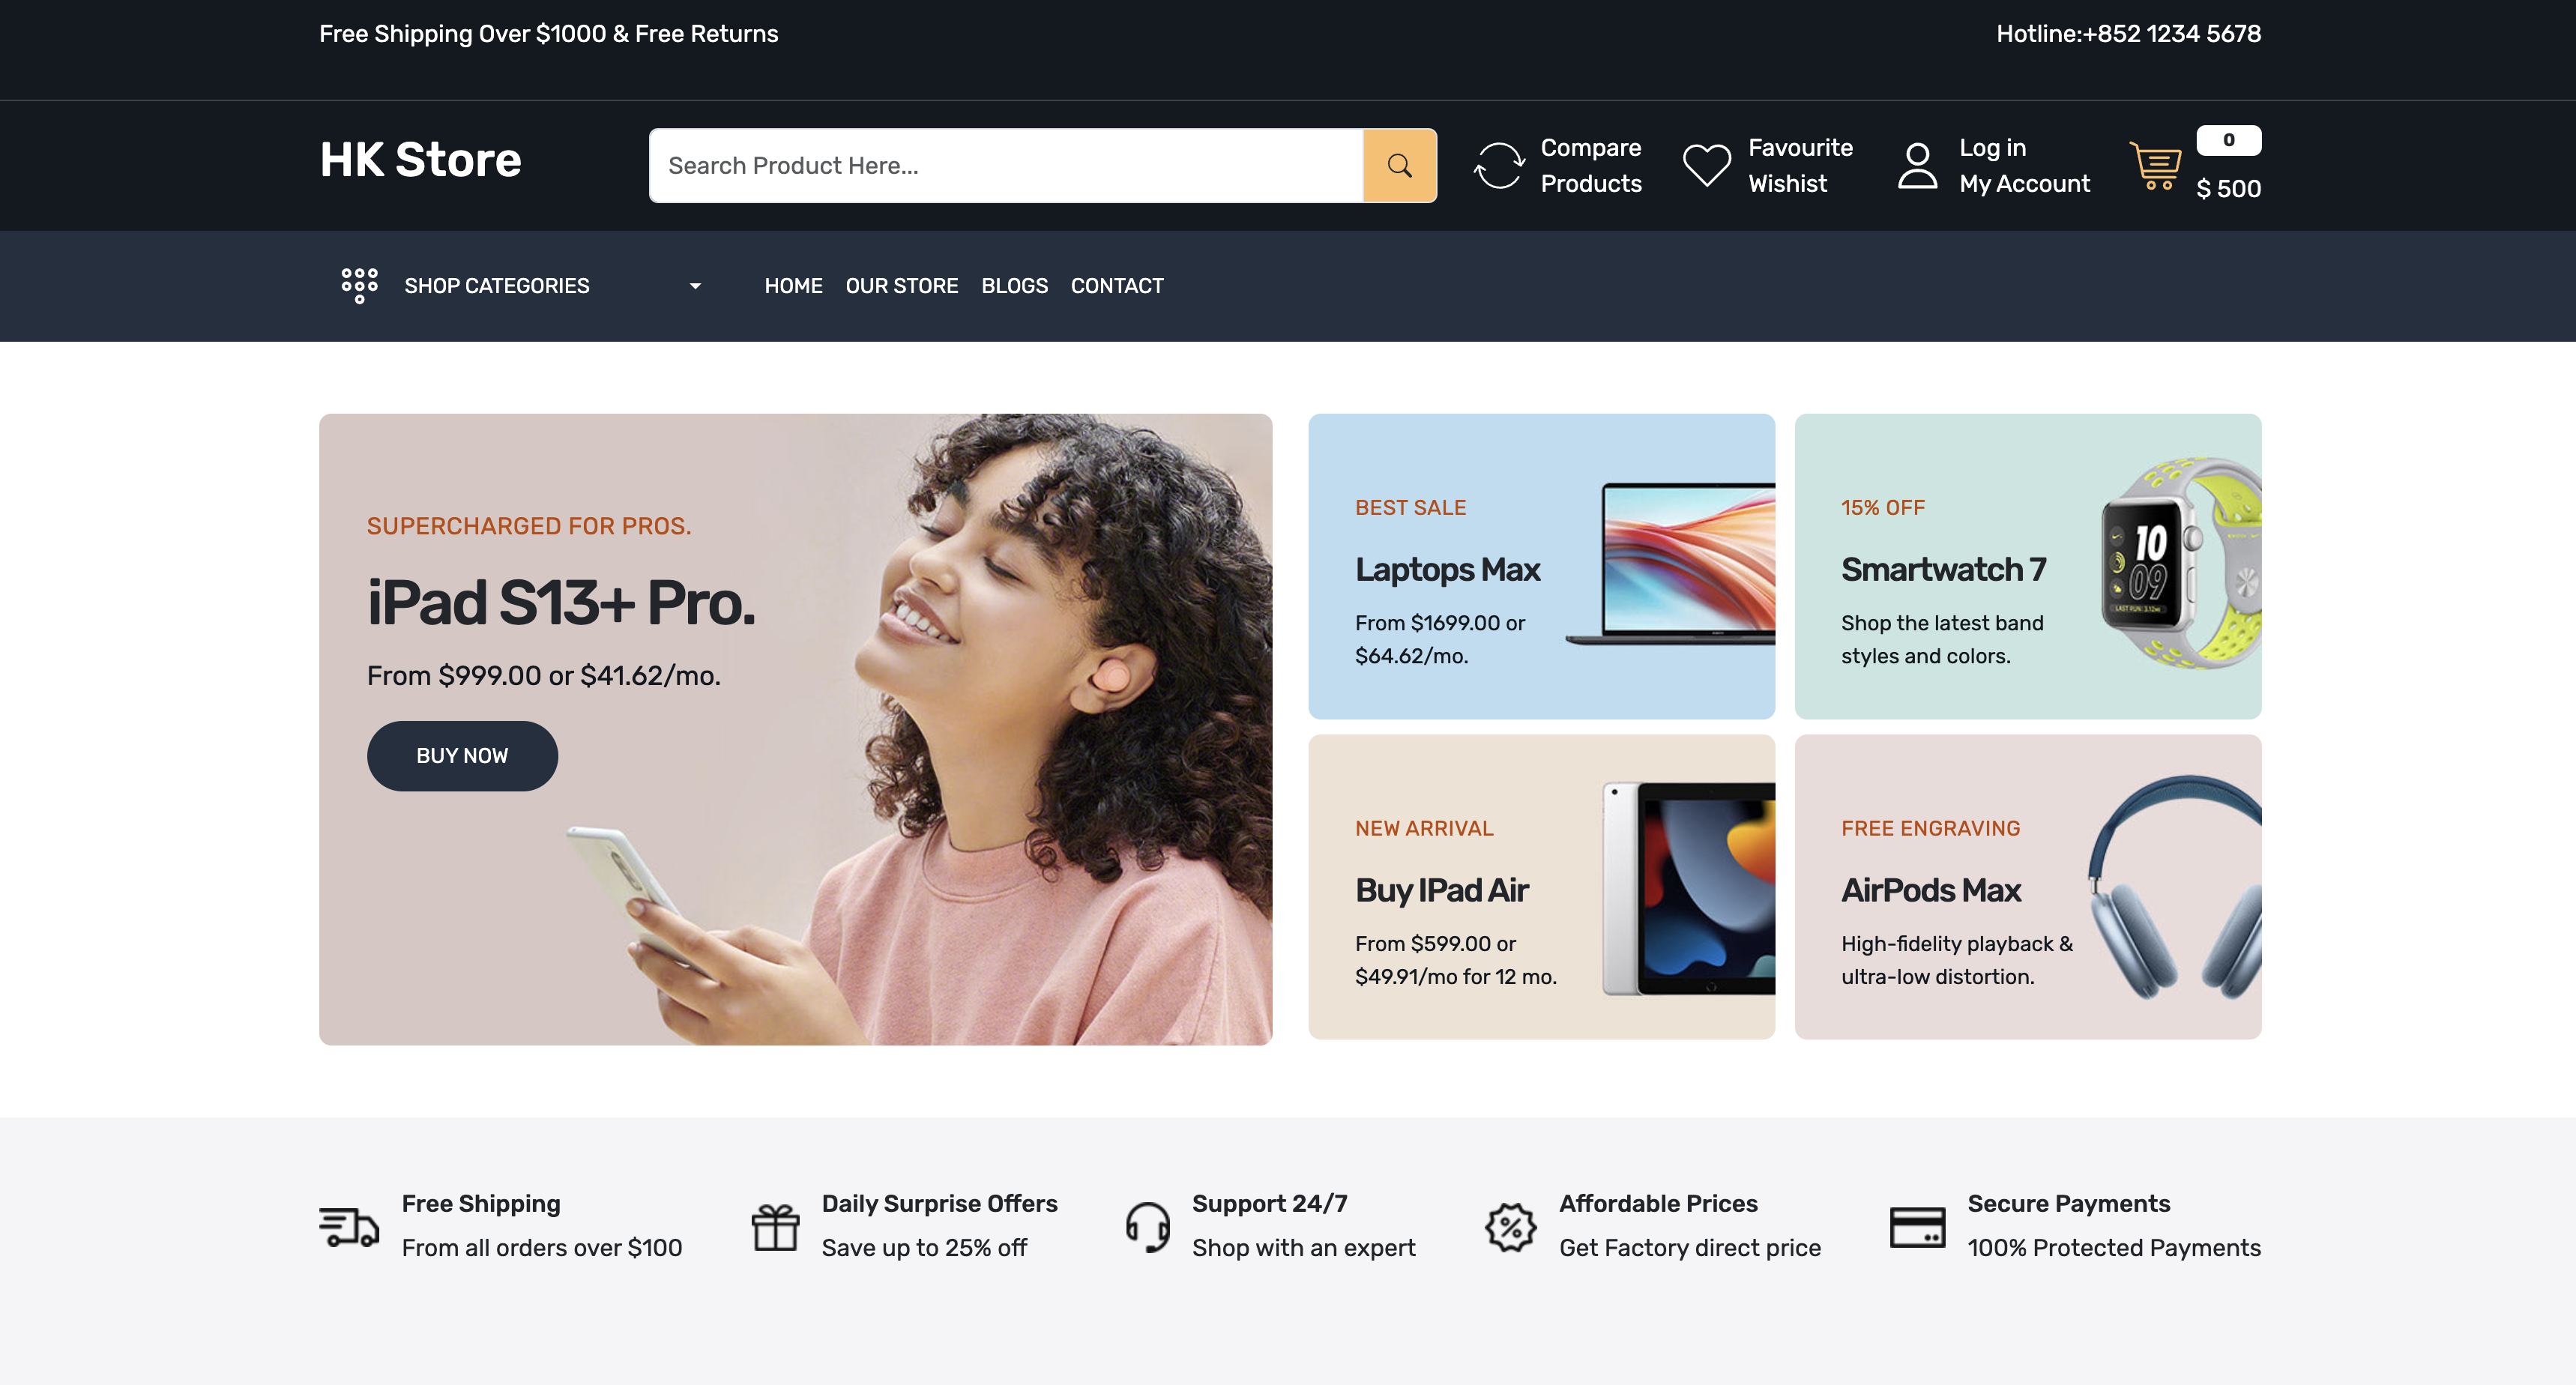 Free Shipping Over $1000 & Free Returns
Hotline:+852 1234 5678
HK Store
Search Product Here...
Compare
Products
Favourite
Wishist
Log in
My Account
0
$ 500
SHOP CATEGORIES
HOME
OUR STORE
BLOGS
CONTACT
SUPERCHARGED FOR PROS.
iPad S13+ Pro.
From $999.00 or $41.62/mo.
BUY NOW
BEST SALE
Laptops Max
From $1699.00 or
$64.62/mo.
15% OFF
Smartwatch 7
Shop the latest band
styles and colors.
10
09
LAST RUN: 3.12mi
NEW ARRIVAL
Buy IPad Air
From $599.00 or
$49.91/mo for 12 mo.
FREE ENGRAVING
AirPods Max
High-fidelity playback &
ultra-low distortion.
Free Shipping
From all orders over $100
Daily Surprise Offers
Save up to 25% off
Support 24/7
Shop with an expert
Affordable Prices
Get Factory direct price
Secure Payments
100% Protected Payments